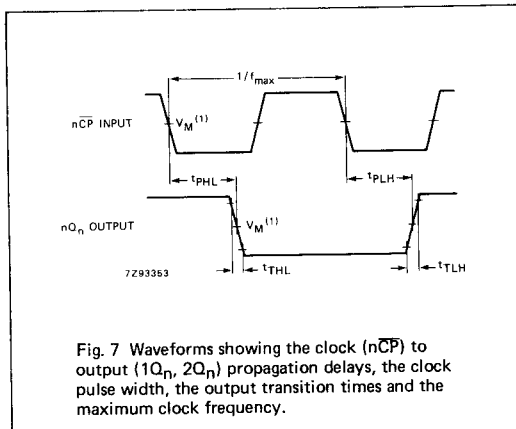 1/fmax
nCP INPUT
VM(1)
tPHL
tPLH
nQn OUTPUT
VM(1)
7Z93353
tTHL
tTLH
Fig. 7 Waveforms showing the clock (nC̅P̅) to
output (1Qn, 2Qn) propagation delays, the clock
pulse width, the output transition times and the
maximum clock frequency.